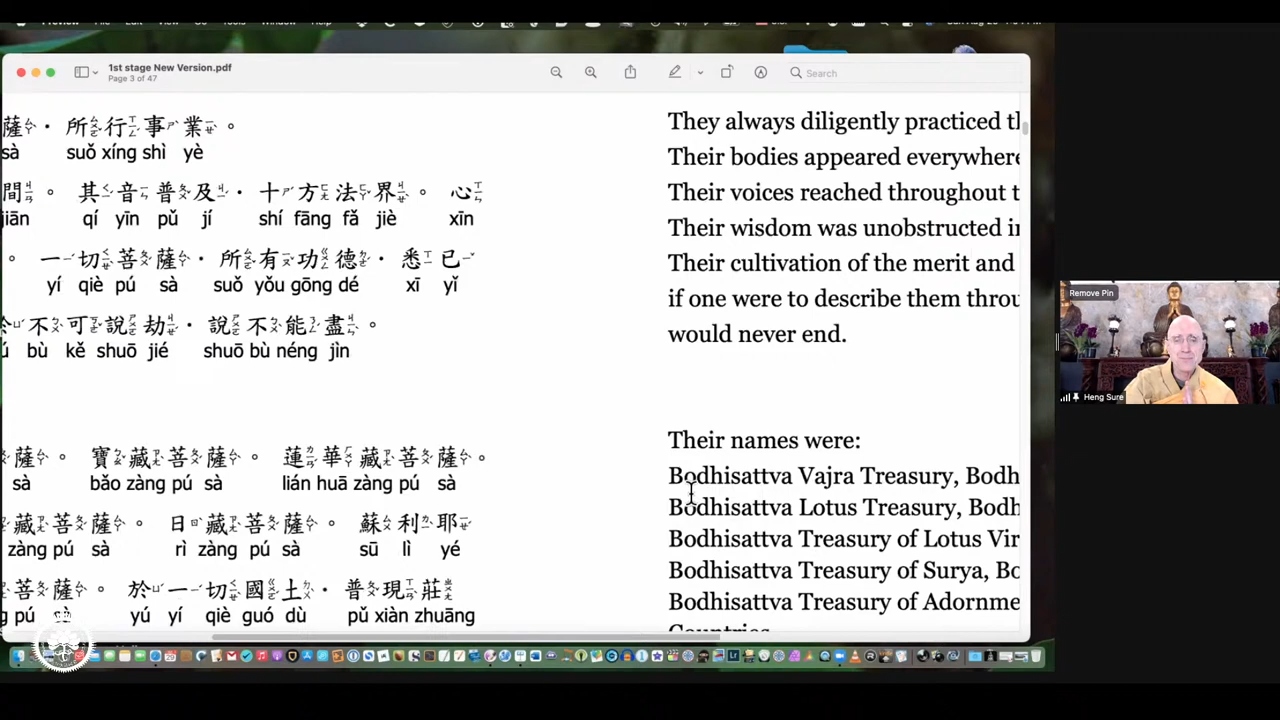 1st stage New Version.pdf
Page 3 of 47
Search
薩· 所行事業。
sà suǒ xíng shì yè
間。 其音普及· 十方法界。 心
jiān qí yīn pǔ jí shí fāng fǎ jiè xīn
。 一切菩薩· 所有功德· 悉已
yí qiè pú sà suǒ yǒu gōng dé xī yǐ
不可說劫· 說不能盡。
bù kě shuō jié shuō bù néng jìn
薩。 寶藏菩薩。 蓮華藏菩薩。
sà bǎo zàng pú sà lián huā zàng pú sà
藏菩薩。 日藏菩薩。 蘇利耶
zàng pú sà rì zàng pú sà sū lì yé
菩薩。 於一切國土· 普現莊
pú sà yú yí qiè guó dù pǔ xiàn zhuāng
They always diligently practiced th
Their bodies appeared everywhere
Their voices reached throughout t
Their wisdom was unobstructed in
Their cultivation of the merit and
if one were to describe them throu
would never end.
Their names were:
Bodhisattva Vajra Treasury, Bodh
Bodhisattva Lotus Treasury, Bodh
Bodhisattva Treasury of Lotus Vir
Bodhisattva Treasury of Surya, Bo
Bodhisattva Treasury of Adornme
Countries
Remove Pin
Heng Sure